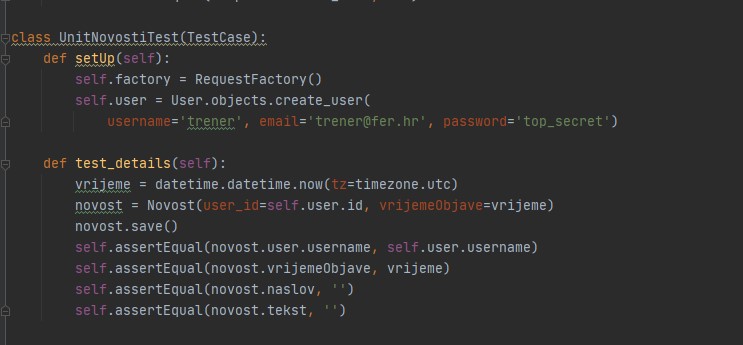 class UnitNovostiTest(TestCase):
    def setUp(self):
        self.factory = RequestFactory()
        self.user = User.objects.create_user(
            username='trener', email='trener@fer.hr', password='top_secret')
    def test_details(self):
        vrijeme = datetime.datetime.now(tz=timezone.utc)
        novost = Novost(user_id=self.user.id, vrijemeObjave=vrijeme)
        novost.save()
        self.assertEqual(novost.user.username, self.user.username)
        self.assertEqual(novost.vrijemeObjave, vrijeme)
        self.assertEqual(novost.naslov, '')
        self.assertEqual(novost.tekst, '')